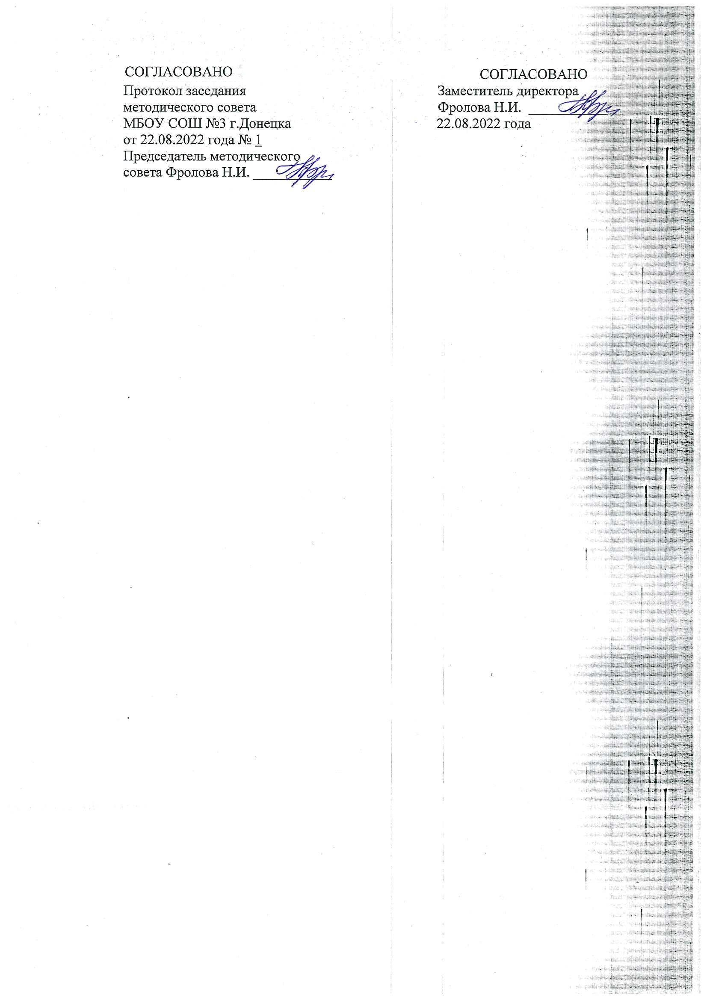 СОГЛАСОВАНО
Протокол заседания
методического совета
МБОУ СОШ №3 г.Донецка
от 22.08.2022 года № 1
Председатель методического
совета Фролова Н.И.
СОГЛАСОВАНО
Заместитель директора
Фролова Н.И.
22.08.2022 года